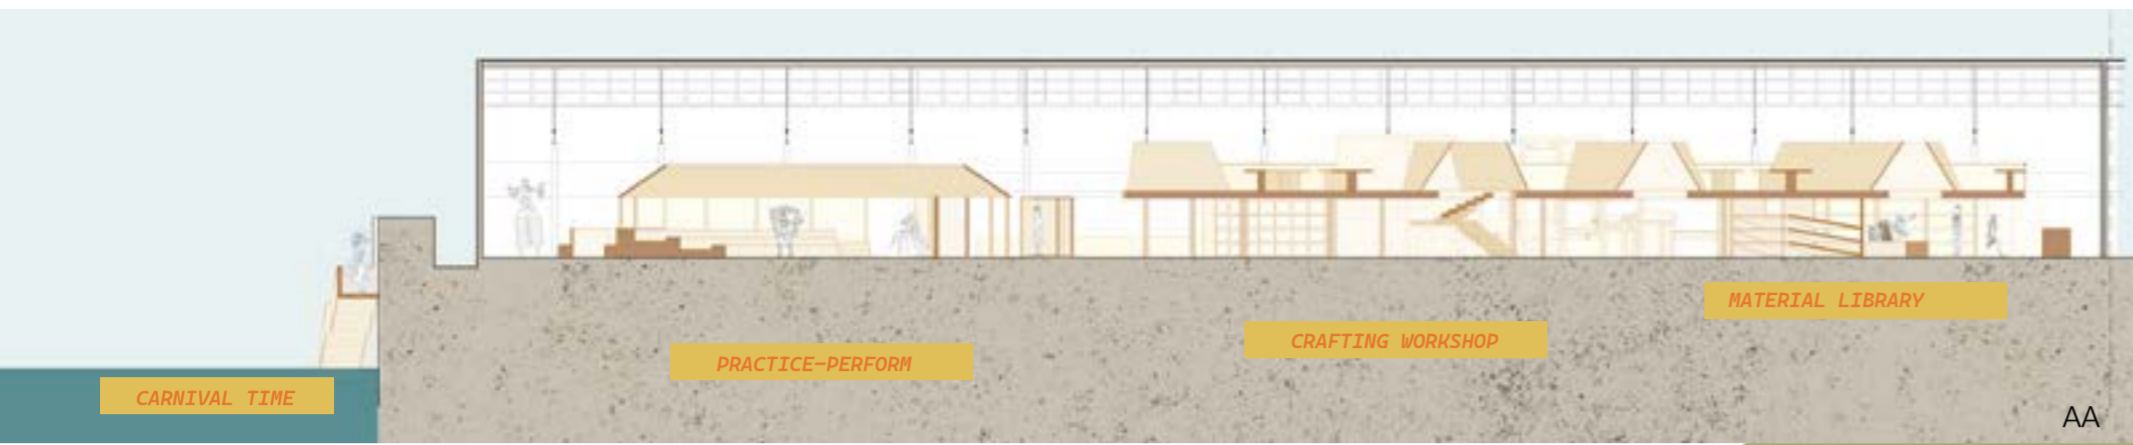 MATERIAL LIBRARY
CRAFTING WORKSHOP
PRACTICE-PERFORM
CARNIVAL TIME
AA